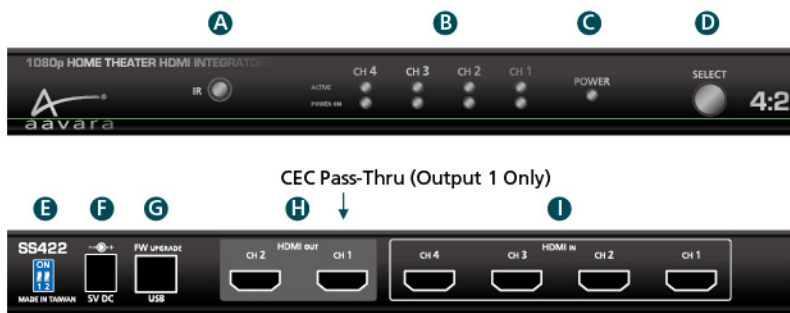 A
B
C
D
1080p HOME THEATER HDMI INTEGRATOR
CH 4
CH 3
CH 2
CH 1
POWER
SELECT
IR
ACTIVE
POWER ON
4:2
aavara
CEC Pass-Thru (Output 1 Only)
E
F
G
H
I
SS422
FW UPGRADE
HDMI OUT
CH 2
CH 1
HDMI IN
CH 4
CH 3
CH 2
CH 1
ON
1 2
MADE IN TAIWAN
5V DC
USB